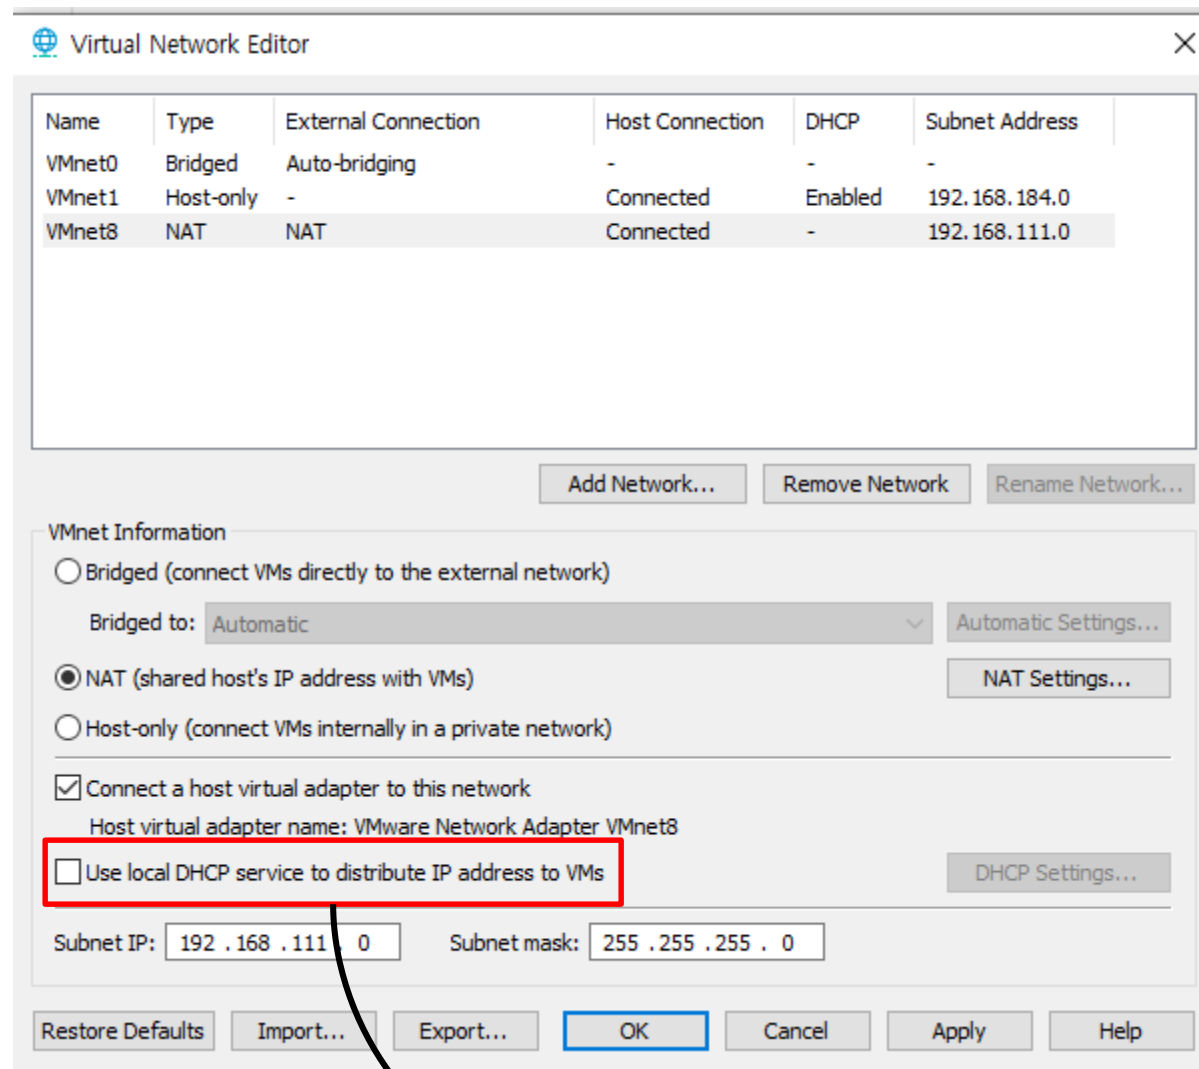 Virtual Network Editor
Name Type External Connection Host Connection DHCP Subnet Address
VMnet0 Bridged Auto-bridging - - -
VMnet1 Host-only - Connected Enabled 192.168.184.0
VMnet8 NAT NAT Connected - 192.168.111.0
Add Network... Remove Network Rename Network...
VMnet Information
Bridged (connect VMs directly to the external network)
Bridged to: Automatic Automatic Settings...
NAT (shared host's IP address with VMs) NAT Settings...
Host-only (connect VMs internally in a private network)
Connect a host virtual adapter to this network
Host virtual adapter name: VMware Network Adapter VMnet8
Use local DHCP service to distribute IP address to VMs DHCP Settings...
Subnet IP: 192 . 168 . 111 . 0 Subnet mask: 255 . 255 . 255 . 0
Restore Defaults Import... Export... OK Cancel Apply Help